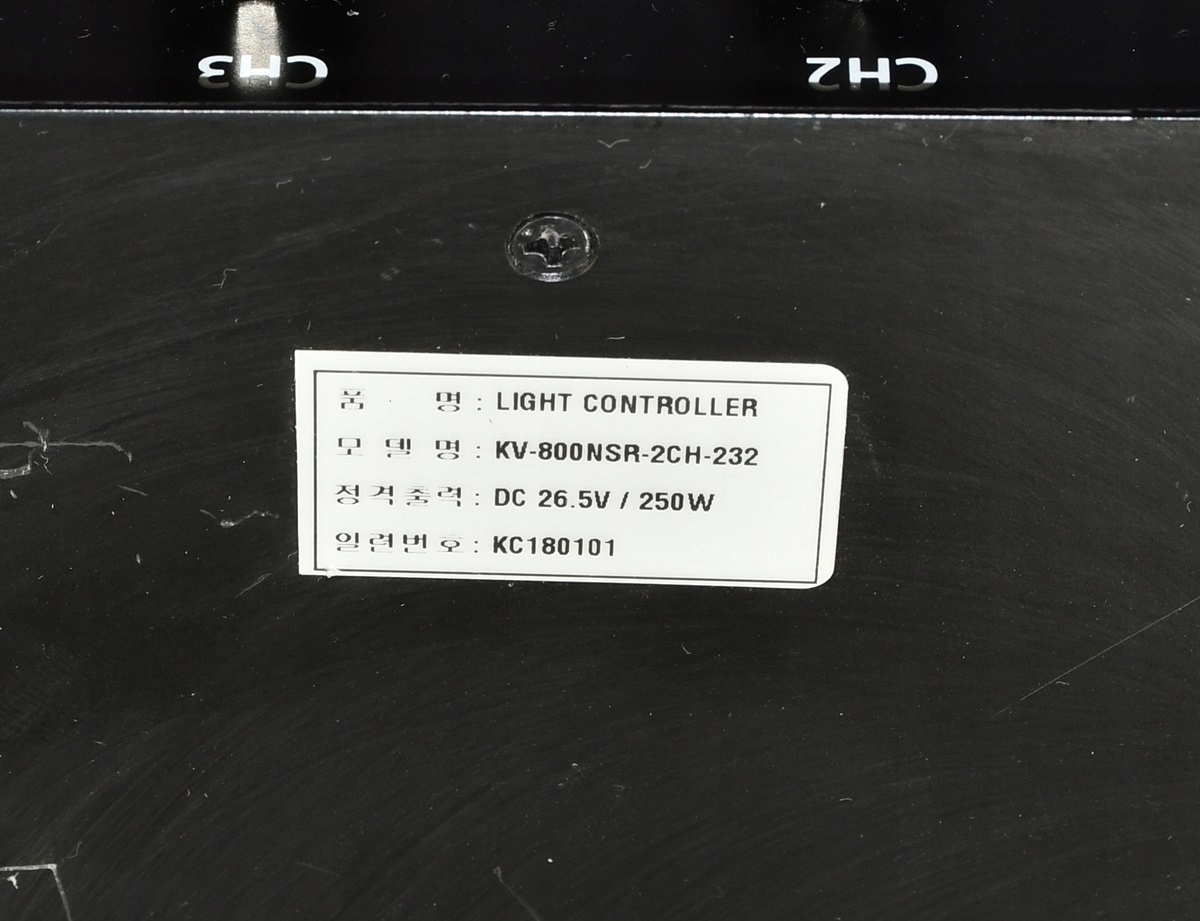 CH3 CH2
품 명 : LIGHT CONTROLLER
모 델 명 : KV-800NSR-2CH-232
정격출력 : DC 26.5V / 250W
일련번호 : KC180101